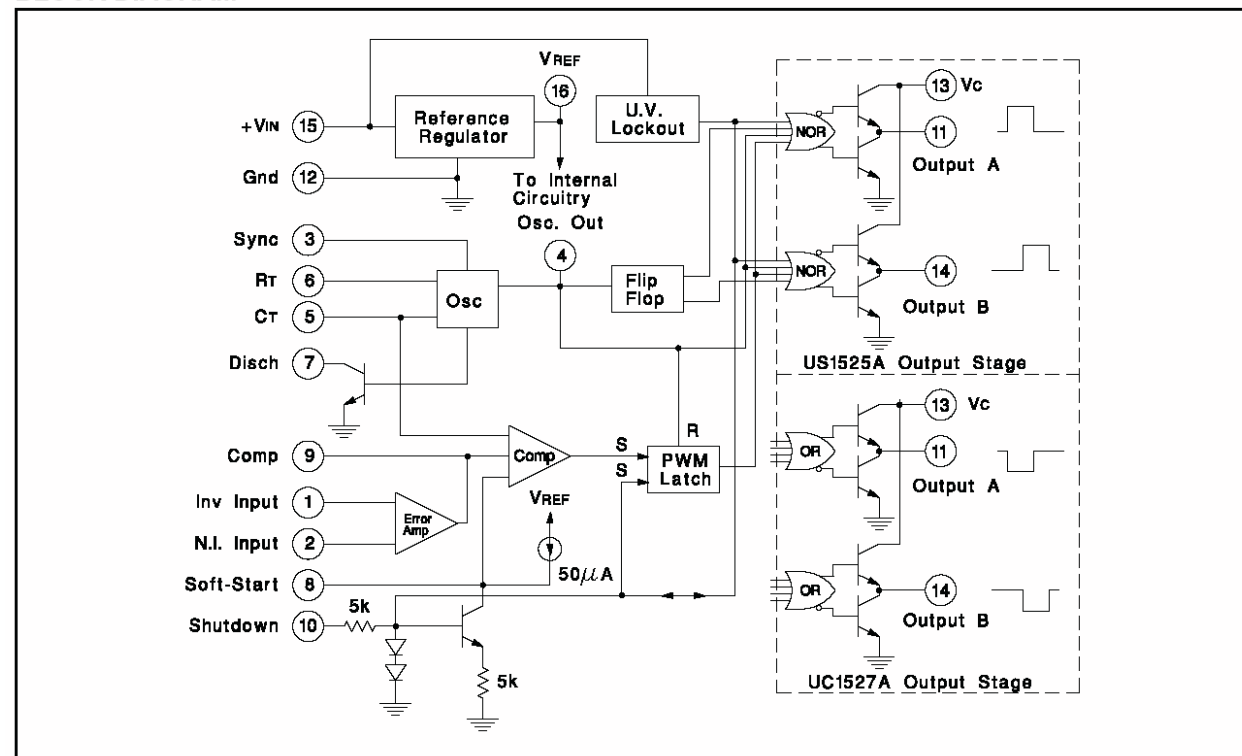 VREF
16
13 Vc
+VIN 15
Reference
Regulator
U.V.
Lockout
NOR
11
Output A
Gnd 12
To Internal
Circuitry
Osc. Out
Sync 3
4
RT 6
Osc
Flip
Flop
NOR
14
CT 5
Output B
Disch 7
US1525A Output Stage
13 Vc
R
Comp 9
Comp
S
S
PWM
Latch
OR
11
Output A
Inv Input 1
Error
Amp
VREF
N.I. Input 2
Soft-Start 8
50μA
OR
14
Output B
Shutdown 10
5k
5k
UC1527A Output Stage